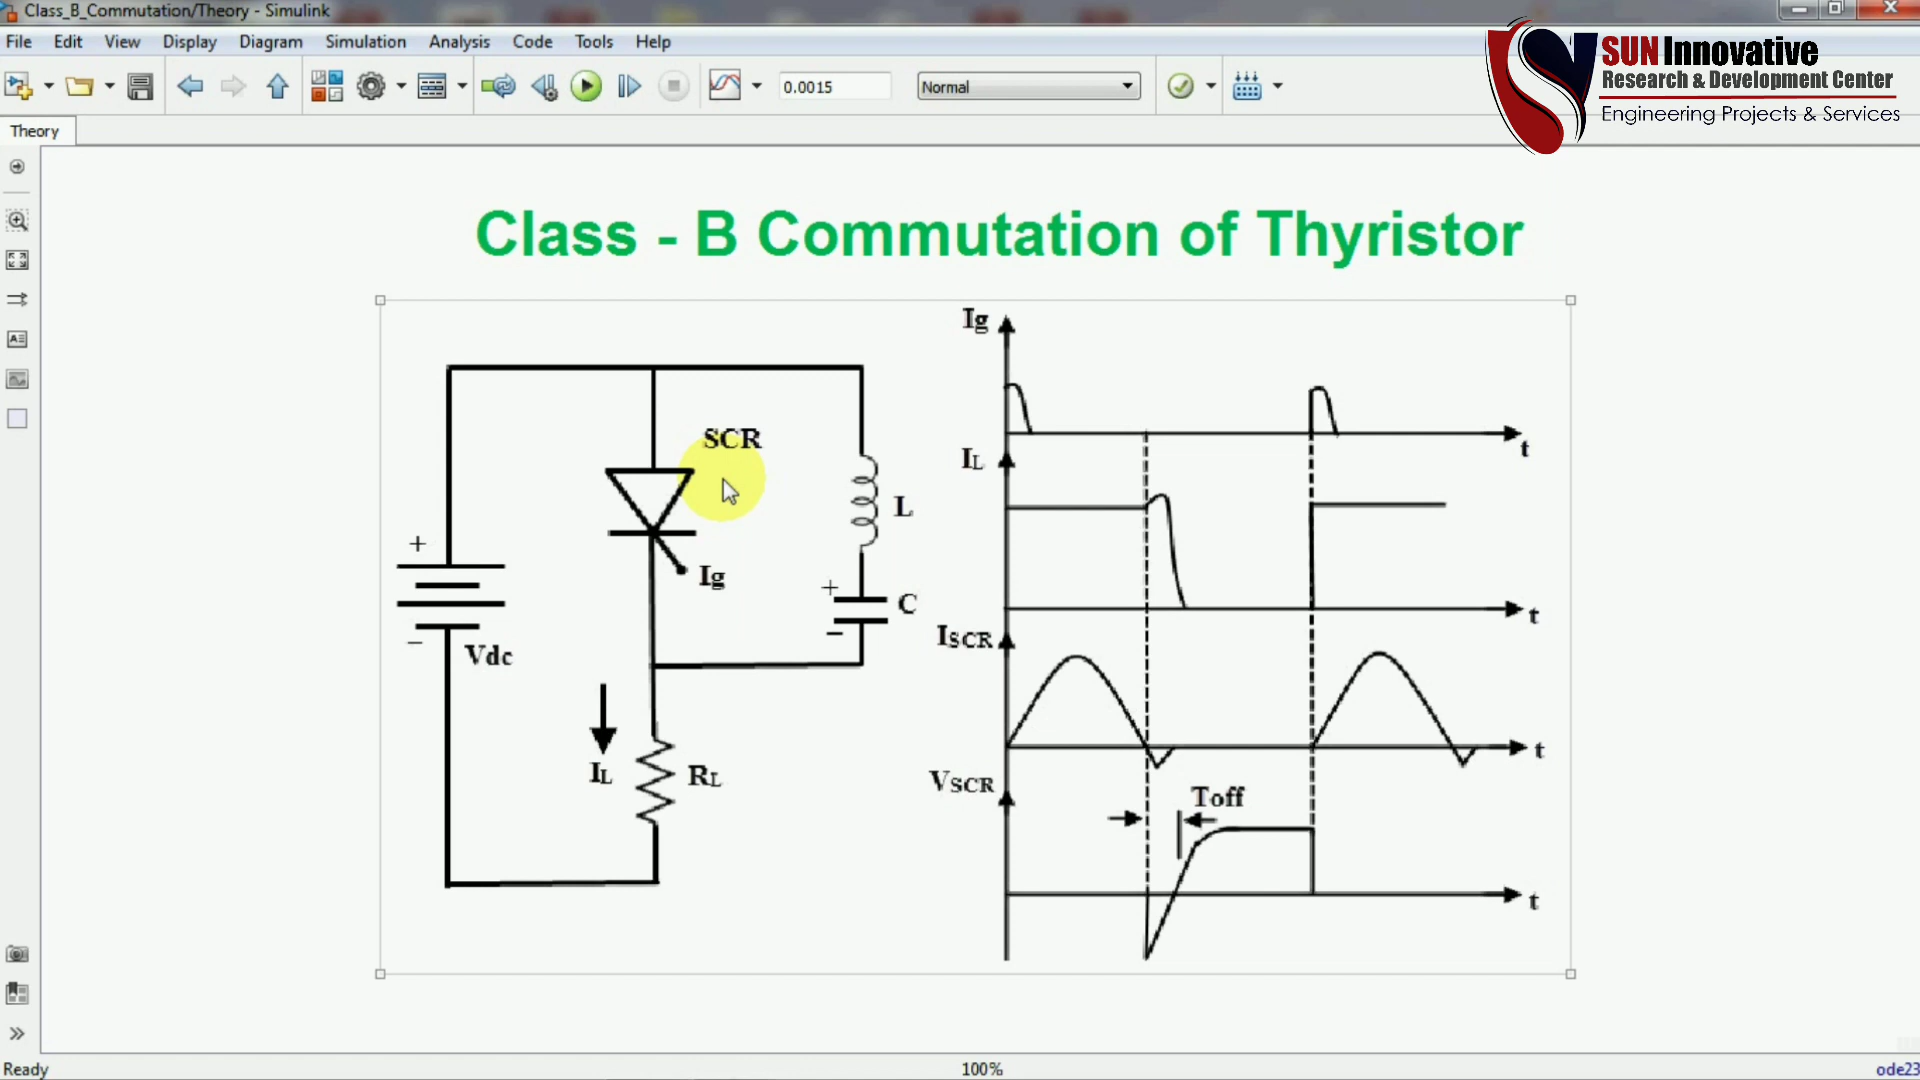 Class_B_Commutation/Theory - Simulink
File Edit View Display Diagram Simulation Analysis Code Tools Help
0.0015
Normal
SUN Innovative
Research & Development Center
Engineering Projects & Services
Theory
Class - B Commutation of Thyristor
SCR
Ig
L
+
C
−
+
−
Vdc
IL
RL
Ig
t
IL
t
ISCR
t
VSCR
Toff
t
Ready
100%
ode23